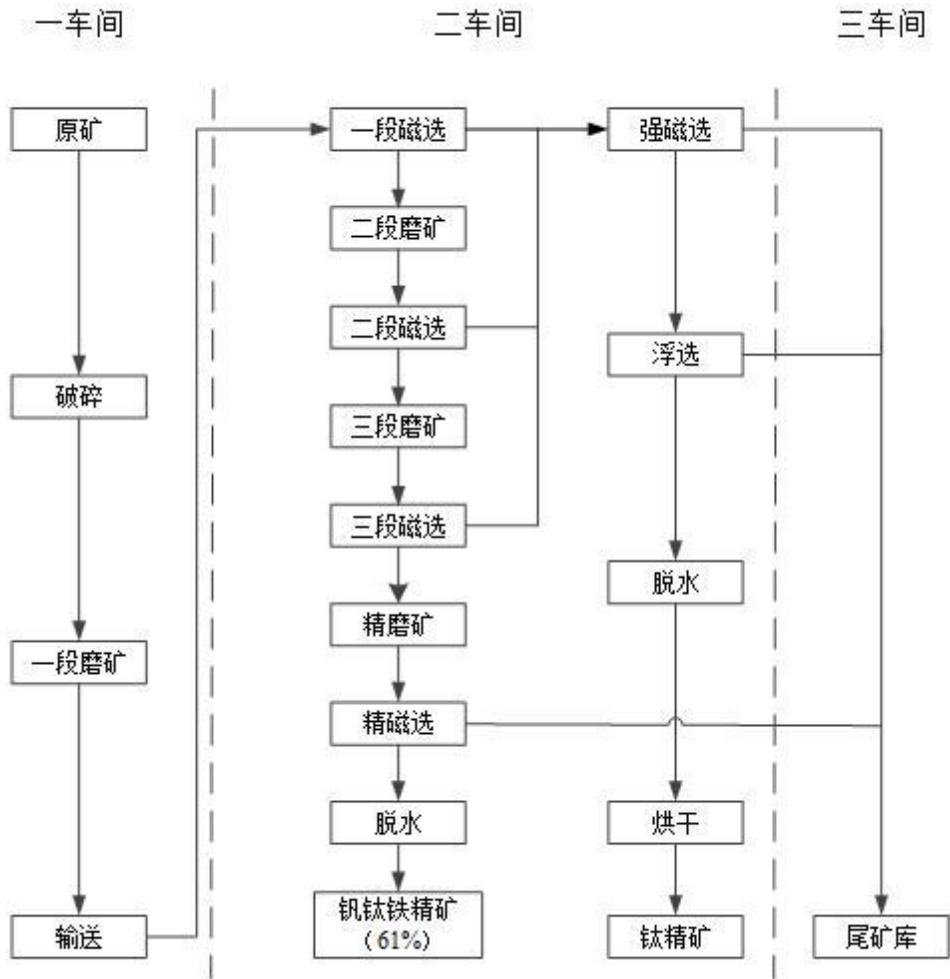 一车间
二车间
三车间
原矿
破碎
一段磨矿
输送
一段磁选
二段磨矿
二段磁选
三段磨矿
三段磁选
精磨矿
精磁选
脱水
钒钛铁精矿
(61%)
强磁选
浮选
脱水
烘干
钛精矿
尾矿库